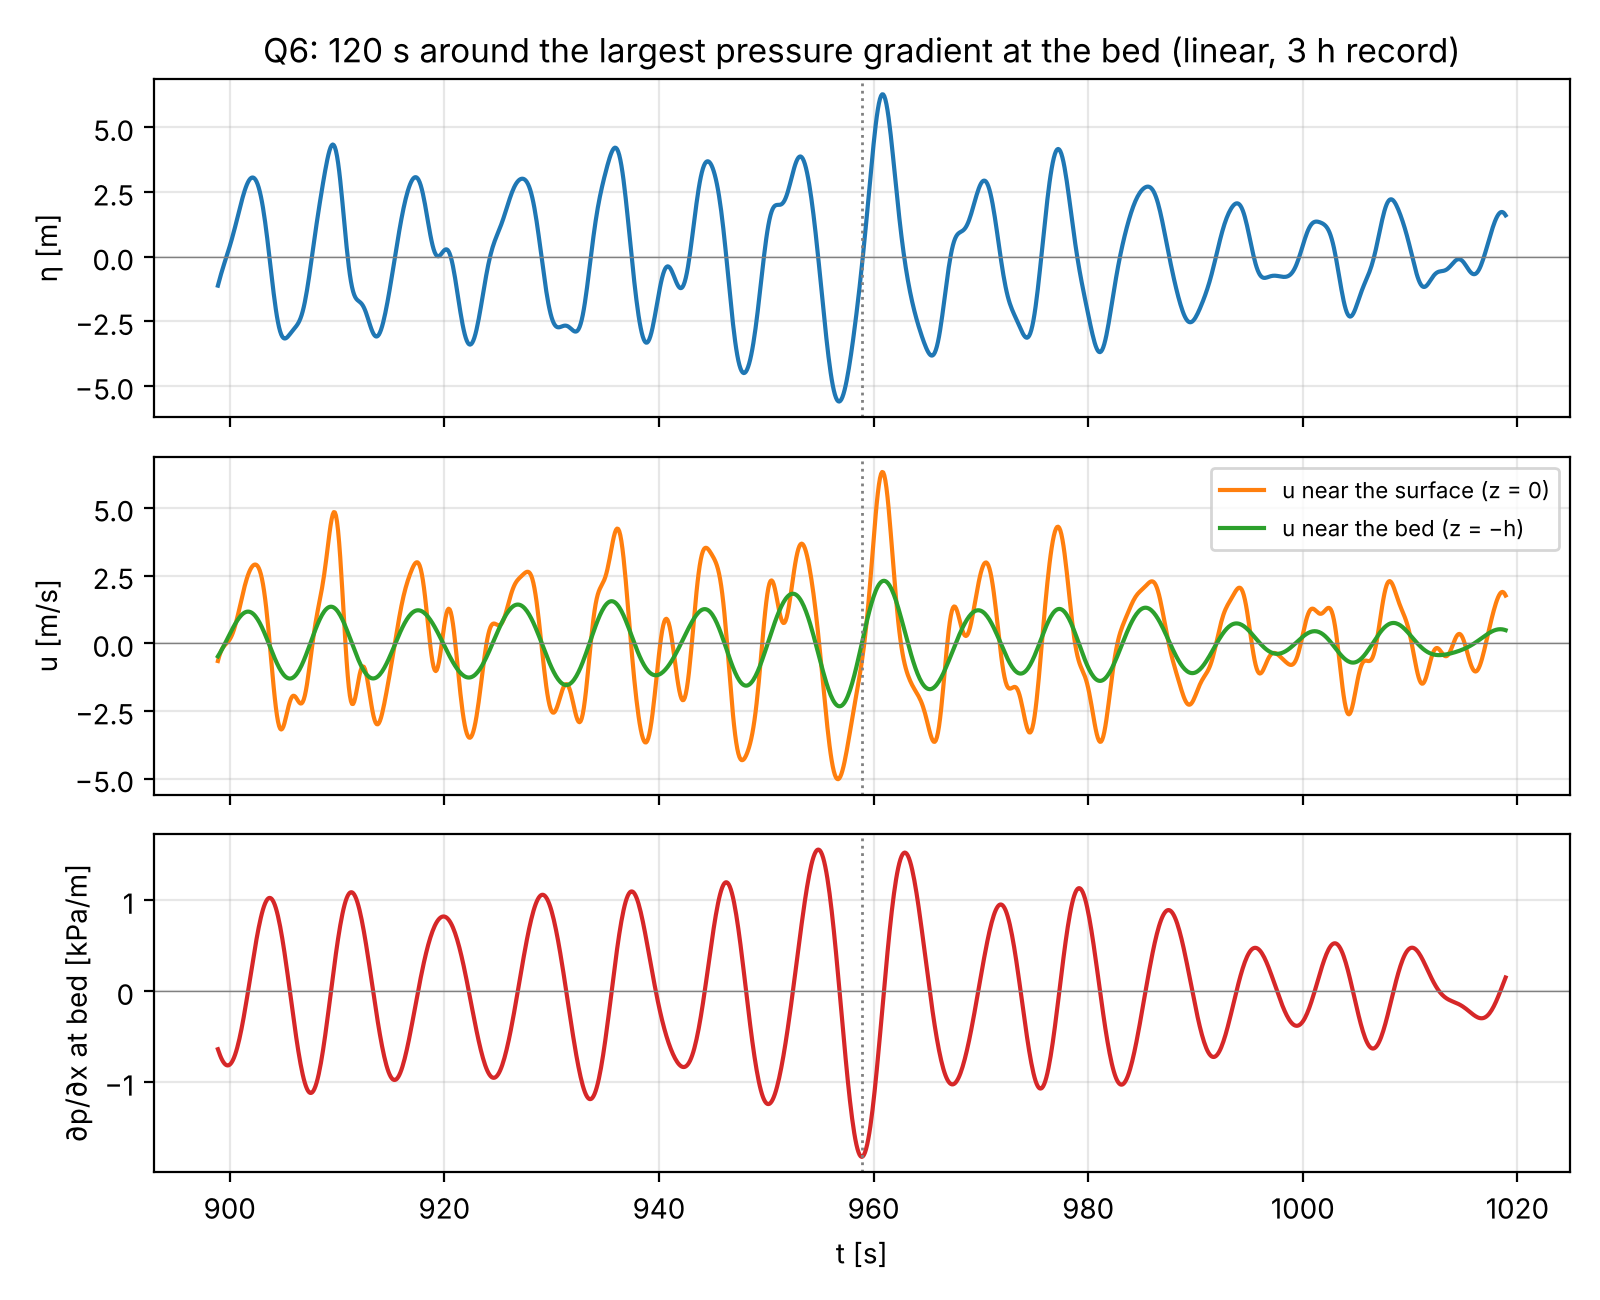 Q6: 120 s around the largest pressure gradient at the bed (linear, 3 h record)
5.0
2.5
0.0
−2.5
−5.0
η [m]
u near the surface (z = 0)
u near the bed (z = −h)
5.0
2.5
0.0
−2.5
−5.0
u [m/s]
1
0
−1
∂p/∂x at bed [kPa/m]
900 920 940 960 980 1000 1020
t [s]